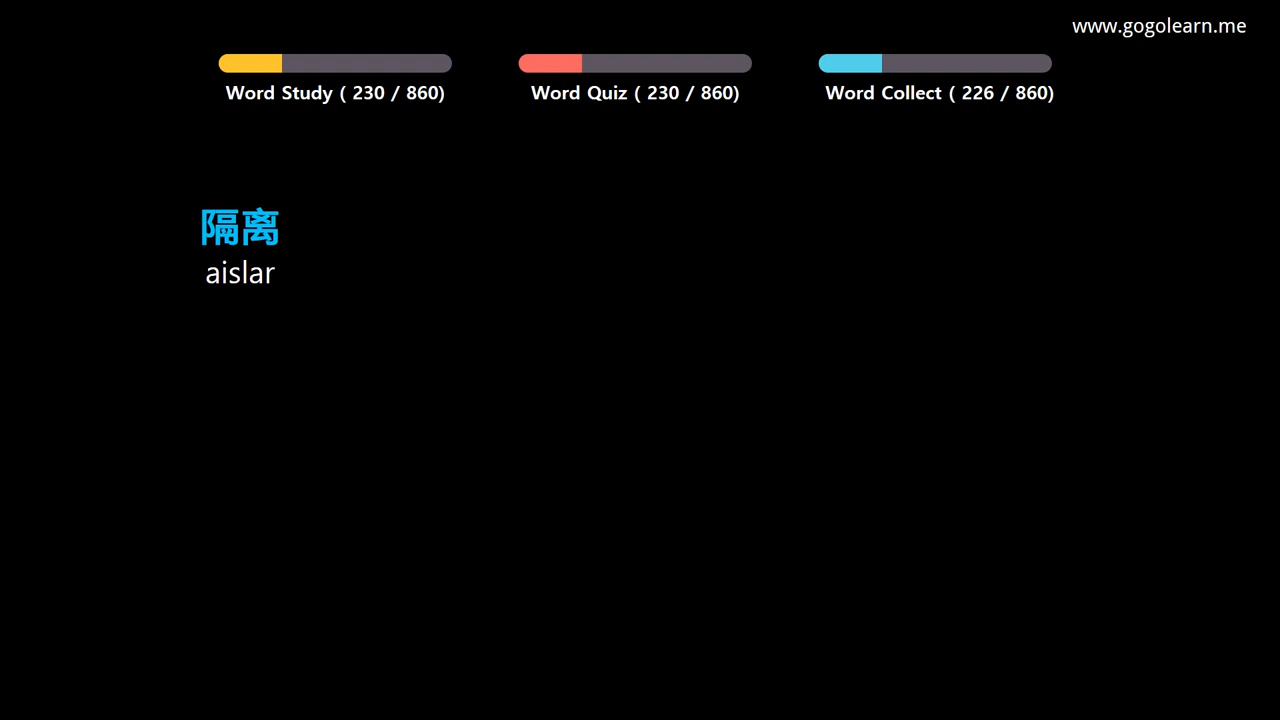 www.gogolearn.me
Word Study ( 230 / 860)
Word Quiz ( 230 / 860)
Word Collect ( 226 / 860)
隔离
aislar